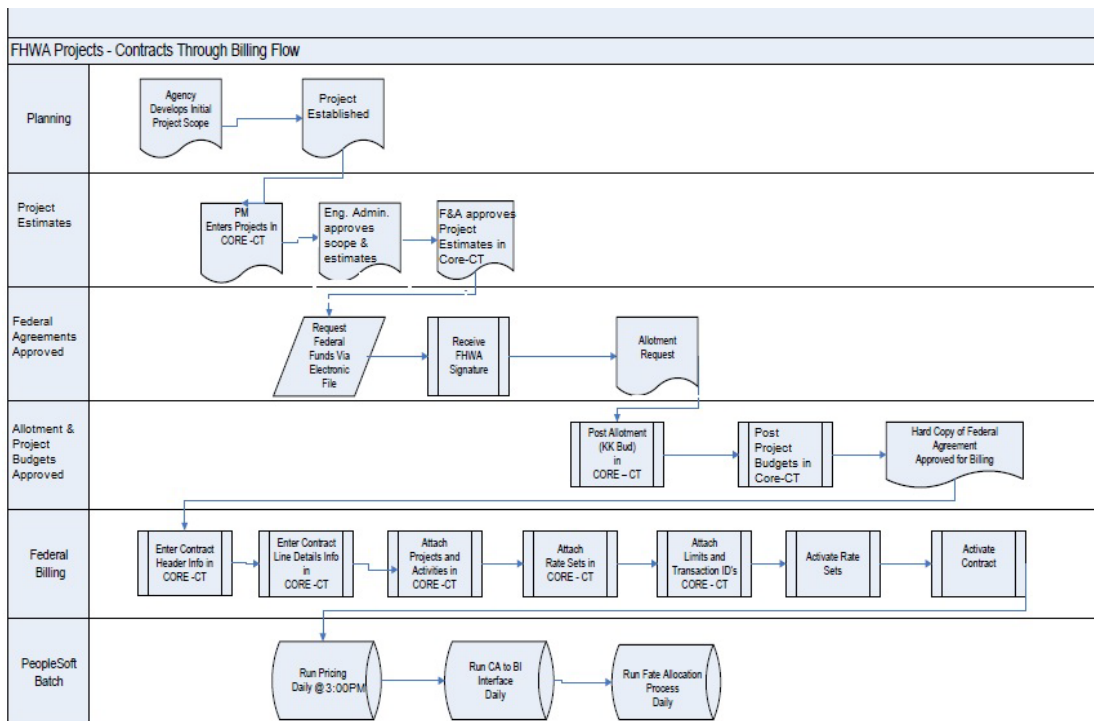 FHWA Projects - Contracts Through Billing Flow
Planning
Agency
Develops Initial
Project Scope
Project
Established
Project
Estimates
PM
Enters Projects In
CORE -CT
Eng. Admin.
approves
scope &
estimates
F&A approves
Project
Estimates in
Core-CT
Federal
Agreements
Approved
Request
Federal
Funds Via
Electronic
File
Receive
FHWA
Signature
Allotment
Request
Allotment &
Project
Budgets
Approved
Post Allotment
(KK Bud)
in
CORE – CT
Post
Project
Budgets in
Core-CT
Hard Copy of Federal
Agreement
Approved for Billing
Federal
Billing
Enter Contract
Header Info in
CORE -CT
Enter Contract
Line Details Info
in
CORE -CT
Attach
Projects and
Activities in
CORE -CT
Attach
Rate Sets in
CORE - CT
Attach
Limits and
Transaction ID's
CORE - CT
Activate Rate
Sets
Activate
Contract
PeopleSoft
Batch
Run Pricing
Daily @ 3:00PM
Run CA to BI
Interface
Daily
Run Fate Allocation
Process
Daily